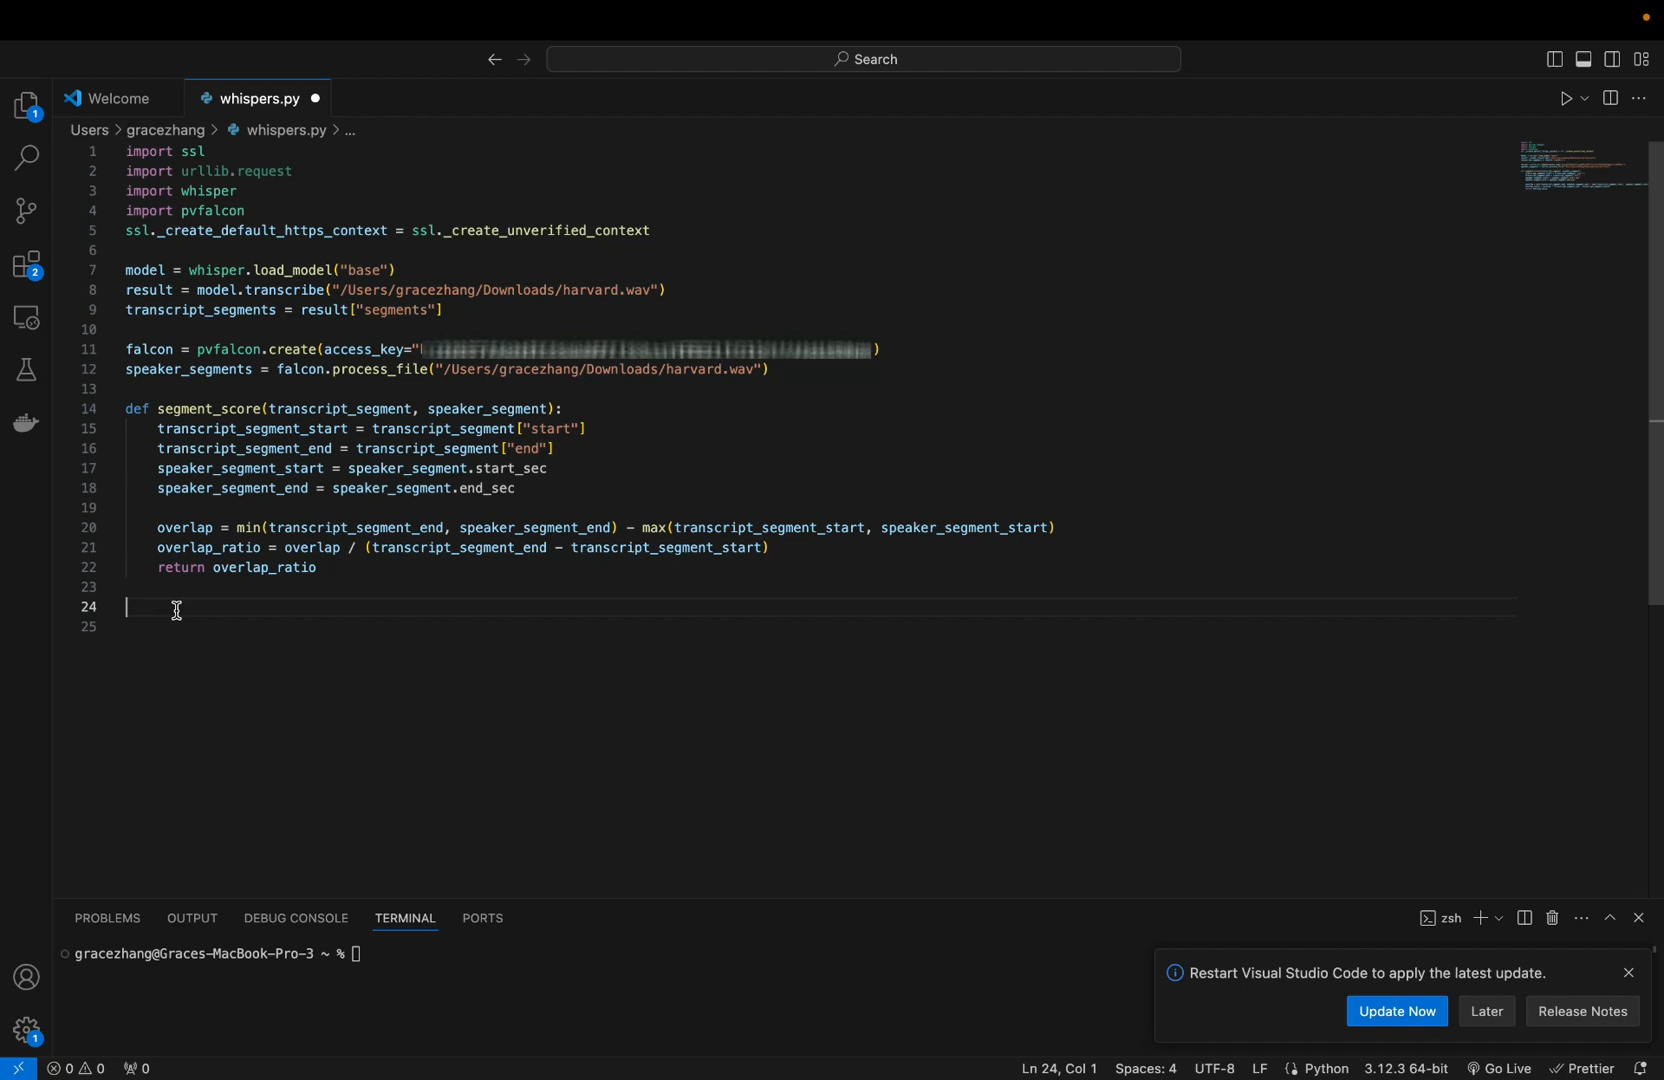 Search
Welcome
whispers.py
Users > gracezhang > whispers.py > ...
1 import ssl
2 import urllib.request
3 import whisper
4 import pvfalcon
5 ssl._create_default_https_context = ssl._create_unverified_context
6
7 model = whisper.load_model("base")
8 result = model.transcribe("/Users/gracezhang/Downloads/harvard.wav")
9 transcript_segments = result["segments"]
10
11 falcon = pvfalcon.create(access_key=" )
12 speaker_segments = falcon.process_file("/Users/gracezhang/Downloads/harvard.wav")
13
14 def segment_score(transcript_segment, speaker_segment):
15 transcript_segment_start = transcript_segment["start"]
16 transcript_segment_end = transcript_segment["end"]
17 speaker_segment_start = speaker_segment.start_sec
18 speaker_segment_end = speaker_segment.end_sec
19
20 overlap = min(transcript_segment_end, speaker_segment_end) - max(transcript_segment_start, speaker_segment_start)
21 overlap_ratio = overlap / (transcript_segment_end - transcript_segment_start)
22 return overlap_ratio
23
24
25
PROBLEMS OUTPUT DEBUG CONSOLE TERMINAL PORTS
zsh
gracezhang@Graces-MacBook-Pro-3 ~ %
Restart Visual Studio Code to apply the latest update.
Update Now Later Release Notes
1
2
1
0 0 0 Ln 24, Col 1 Spaces: 4 UTF-8 LF Python 3.12.3 64-bit Go Live Prettier